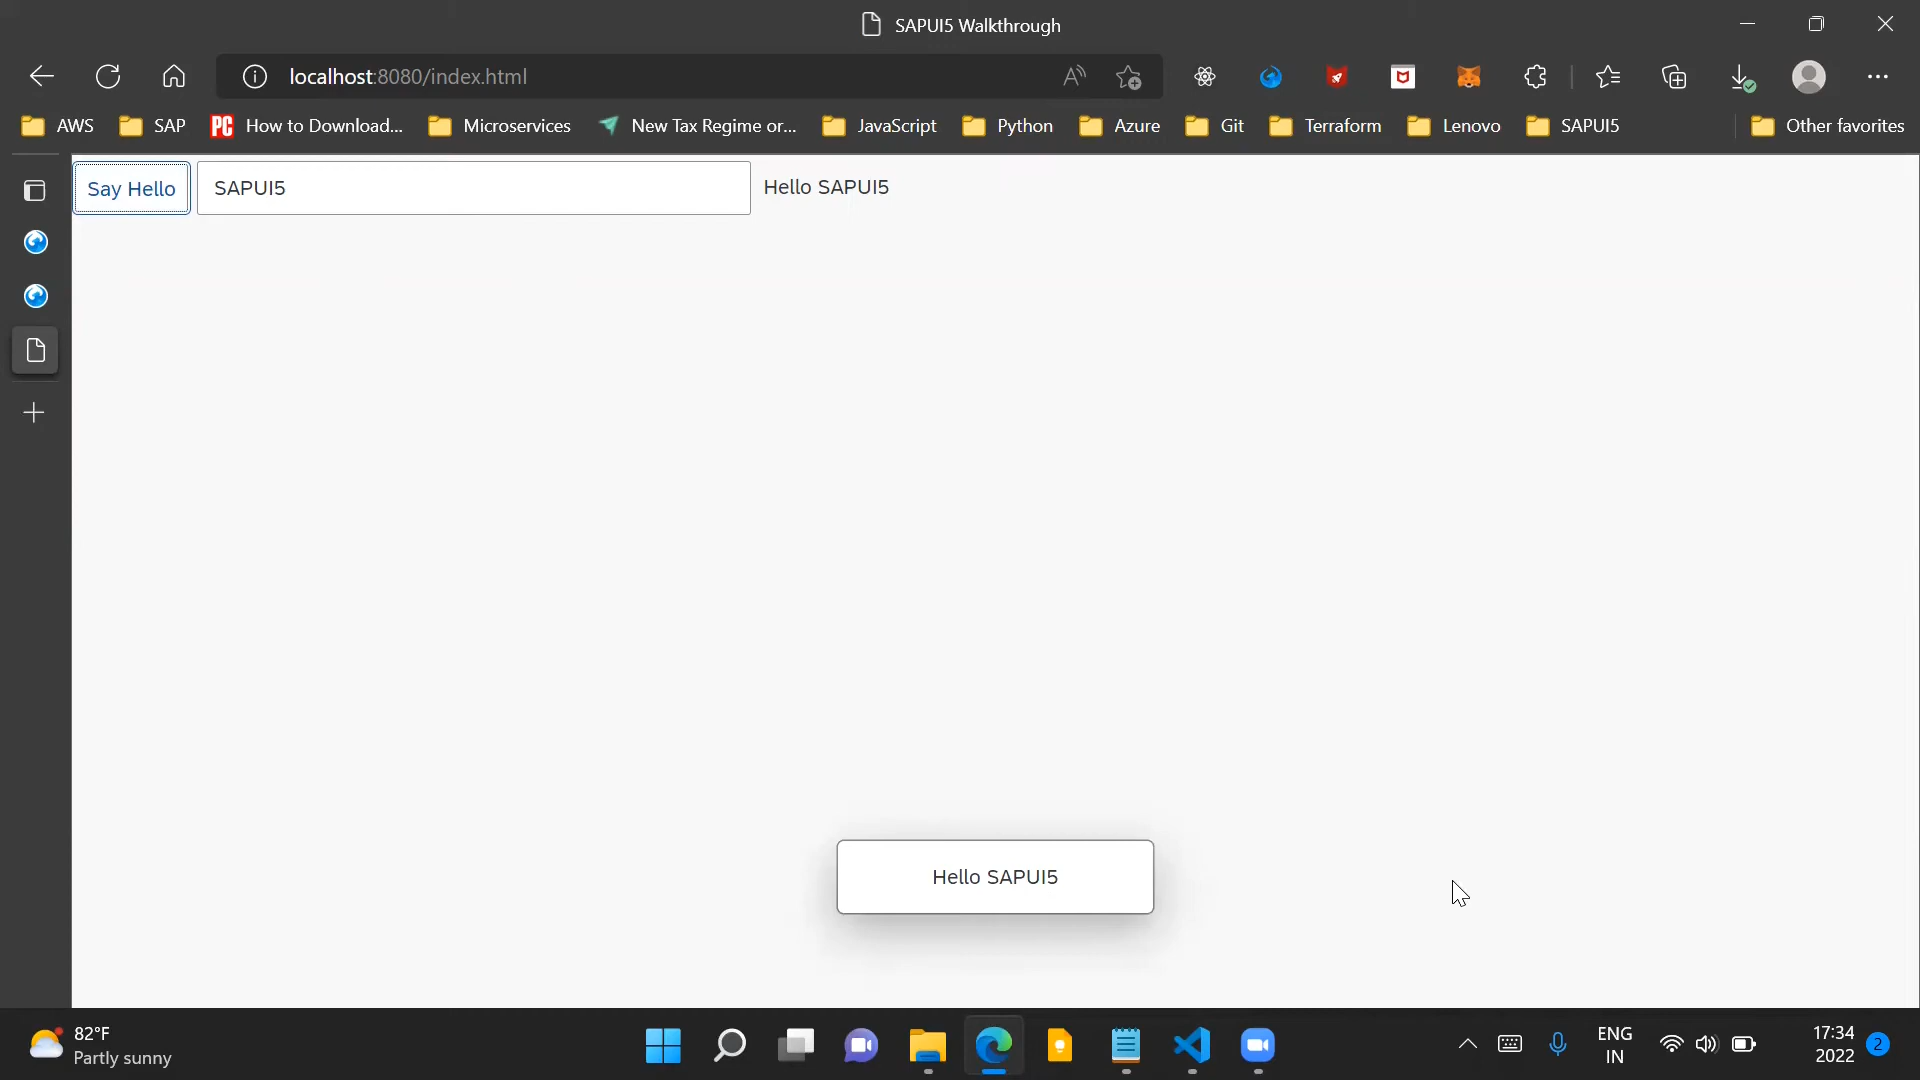 SAPUI5 Walkthrough
localhost:8080/index.html
AWS SAP PC How to Download... Microservices New Tax Regime or... JavaScript Python Azure Git Terraform Lenovo SAPUI5 Other favorites
Say Hello SAPUI5 Hello SAPUI5
Hello SAPUI5
82°F
Partly sunny
ENG
IN
17:34
2022
2